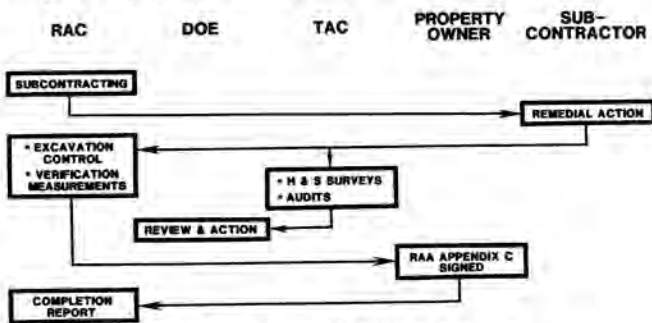 RAC DOE TAC PROPERTY OWNER SUB-CONTRACTOR
SUBCONTRACTING
REMEDIAL ACTION
* EXCAVATION
CONTROL
* VERIFICATION
MEASUREMENTS
* H & S SURVEYS
* AUDITS
REVIEW & ACTION
RAA APPENDIX C
SIGNED
COMPLETION
REPORT